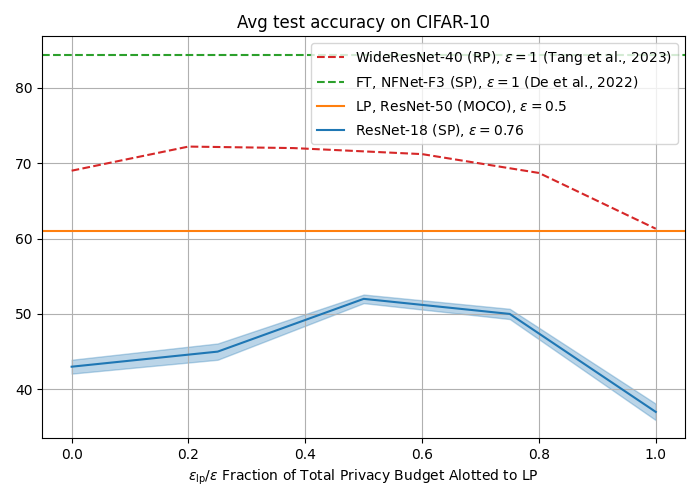 Avg test accuracy on CIFAR-10
WideResNet-40 (RP), ε = 1 (Tang et al., 2023)
FT, NFNet-F3 (SP), ε = 1 (De et al., 2022)
LP, ResNet-50 (MOCO), ε = 0.5
ResNet-18 (SP), ε = 0.76
80
70
60
50
40
0.0 0.2 0.4 0.6 0.8 1.0
ε_lp/ε Fraction of Total Privacy Budget Alotted to LP